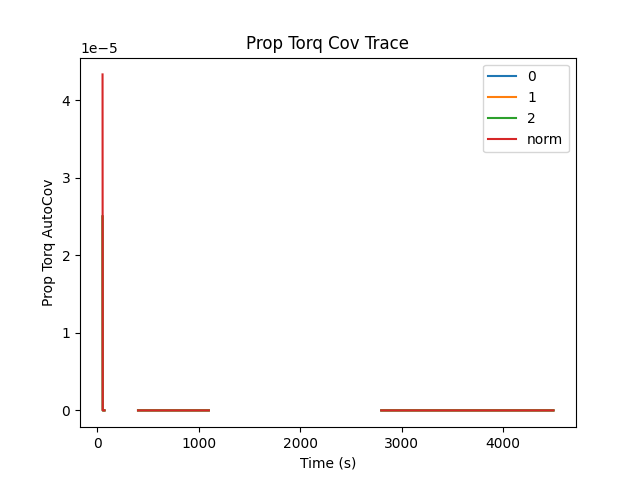 Prop Torq Cov Trace
1e−5
0
1
2
norm
4
3
2
1
0
Prop Torq AutoCov
0 1000 2000 3000 4000
Time (s)